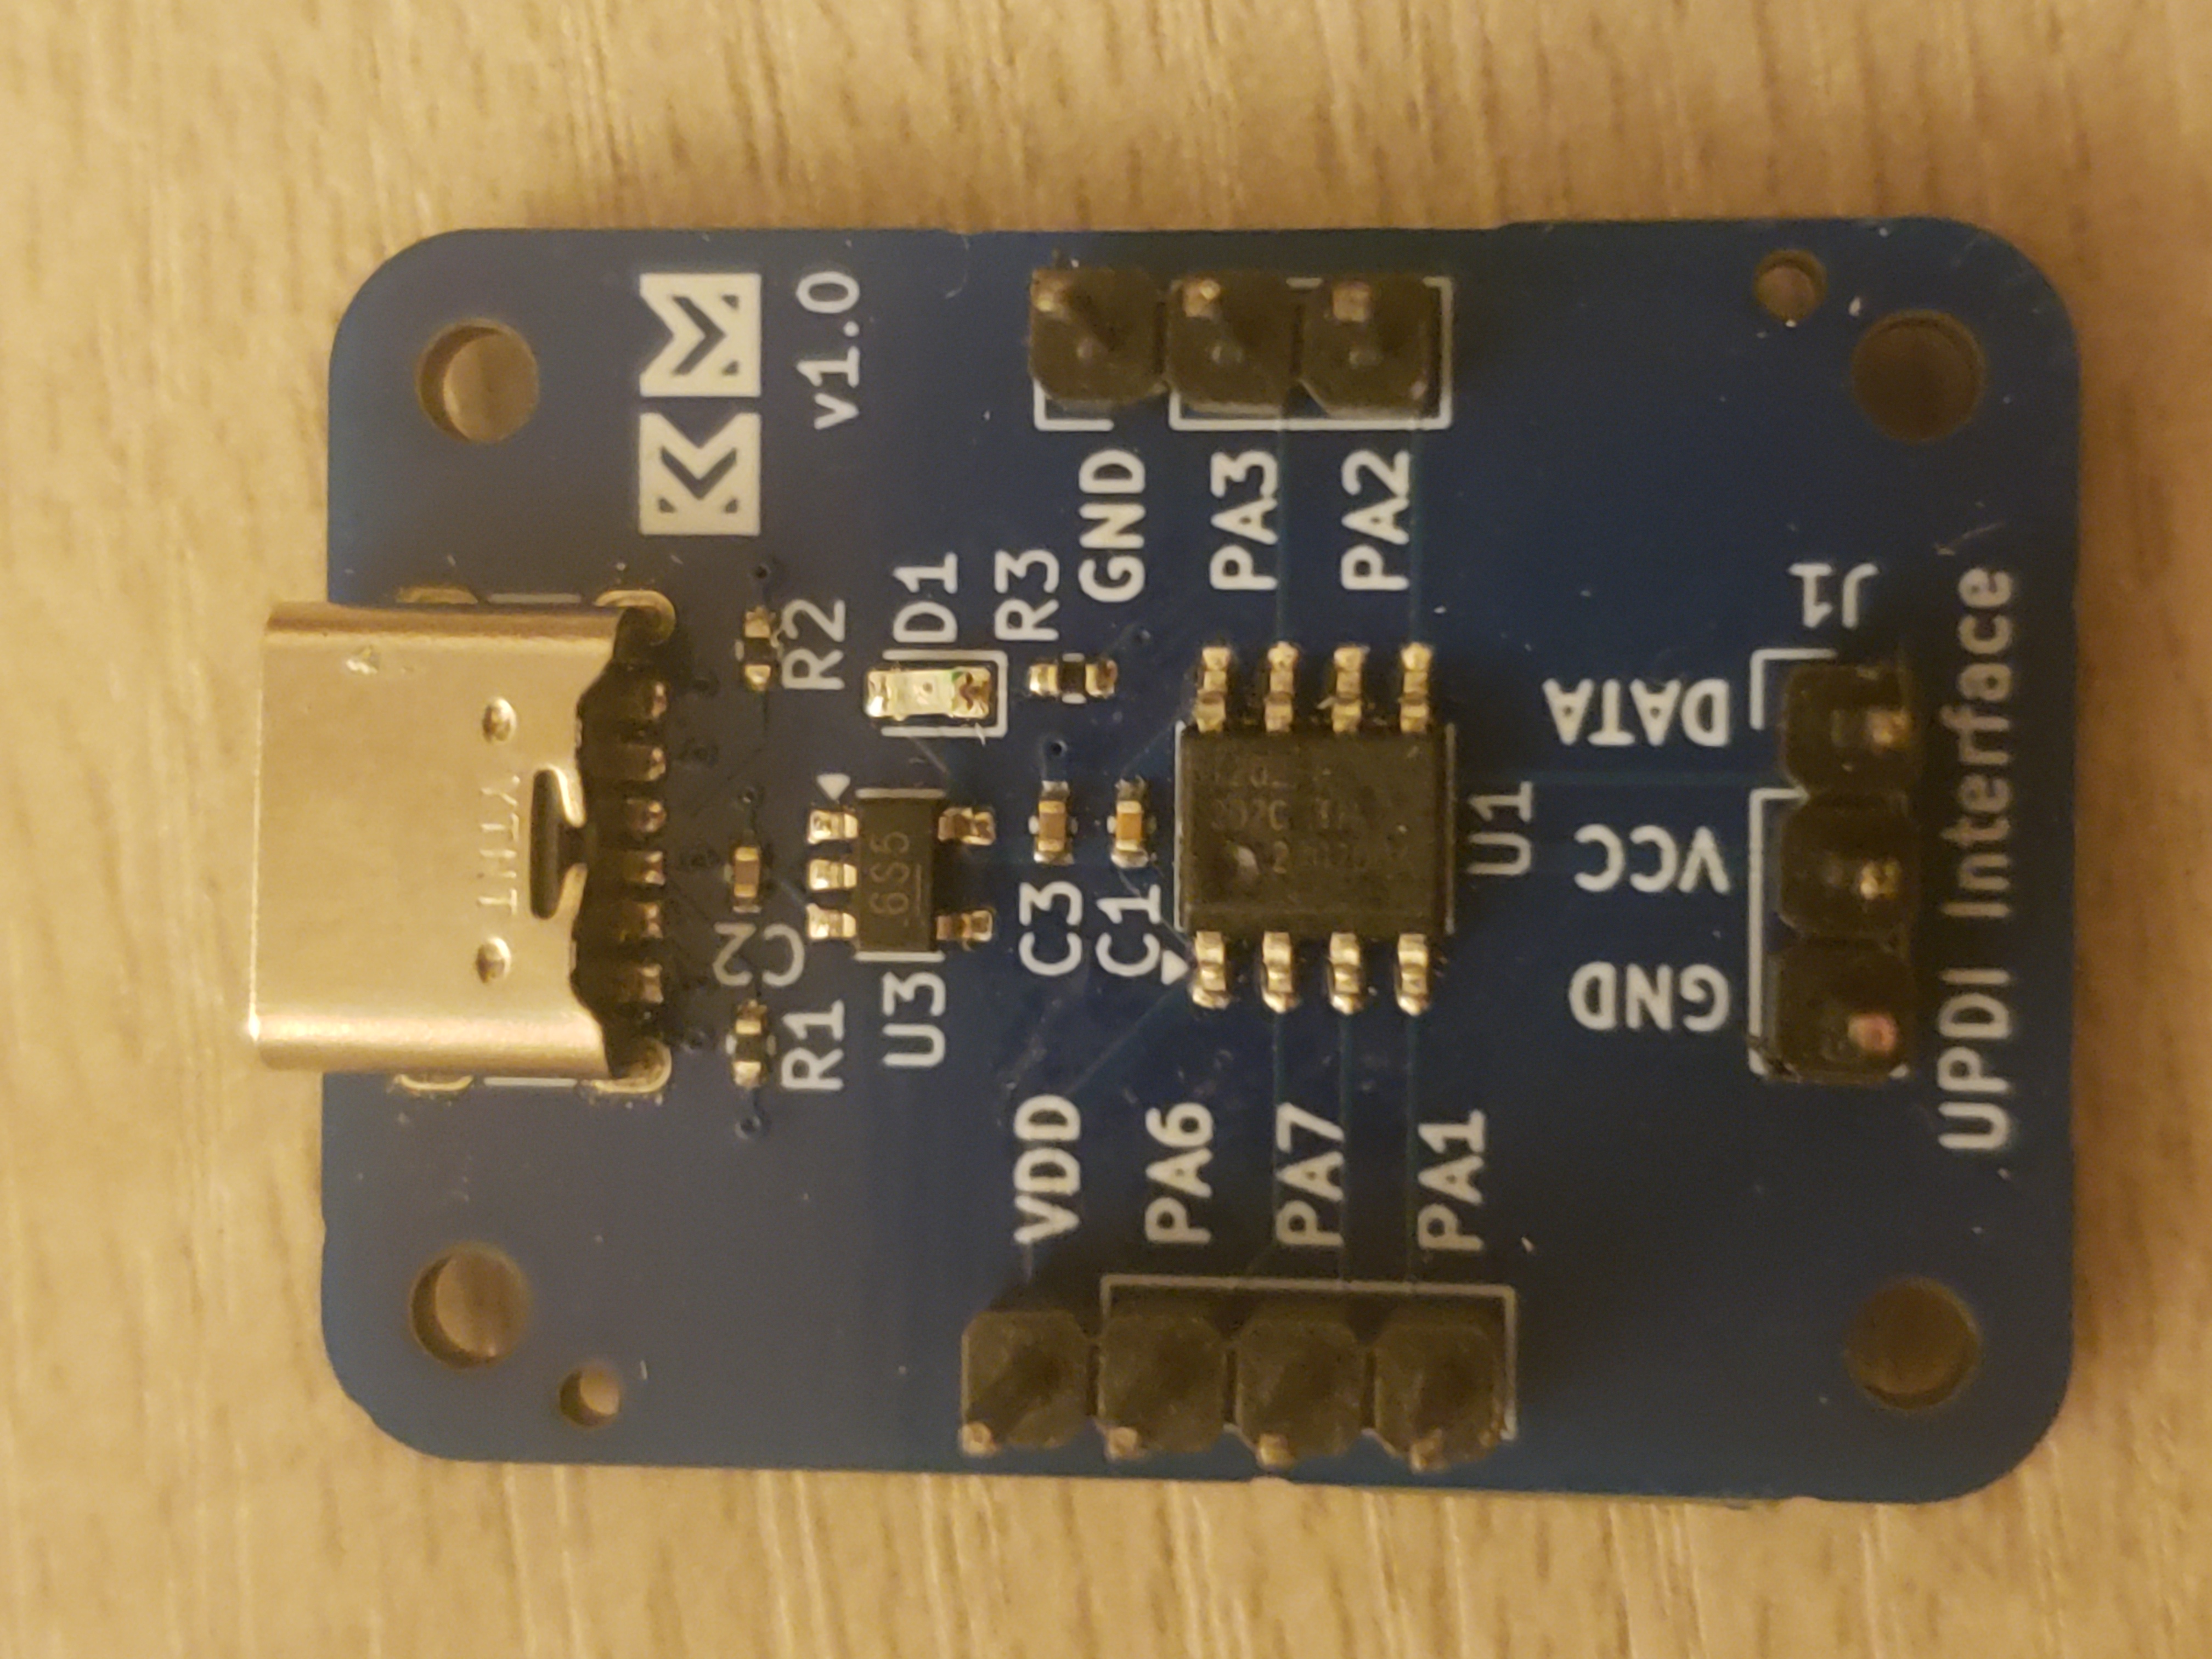 YTHT
KM
C2
R1
R2
v1.0
6S5
U3
D1
R3
VDD
C3
GND
C1
PA6
PA3
PA7
PA2
PA1
U1
GND
VCC
DATA
J1
UPDI Interface